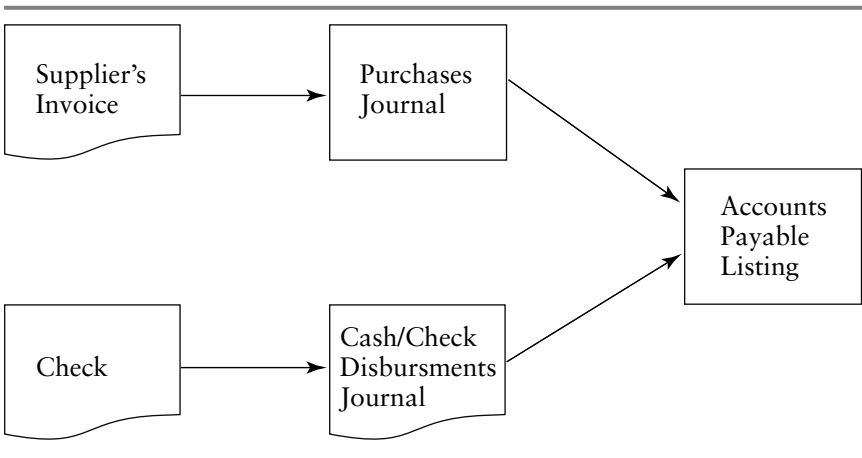 Supplier’s
Invoice
Purchases
Journal
Accounts
Payable
Listing
Check
Cash/Check
Disbursments
Journal